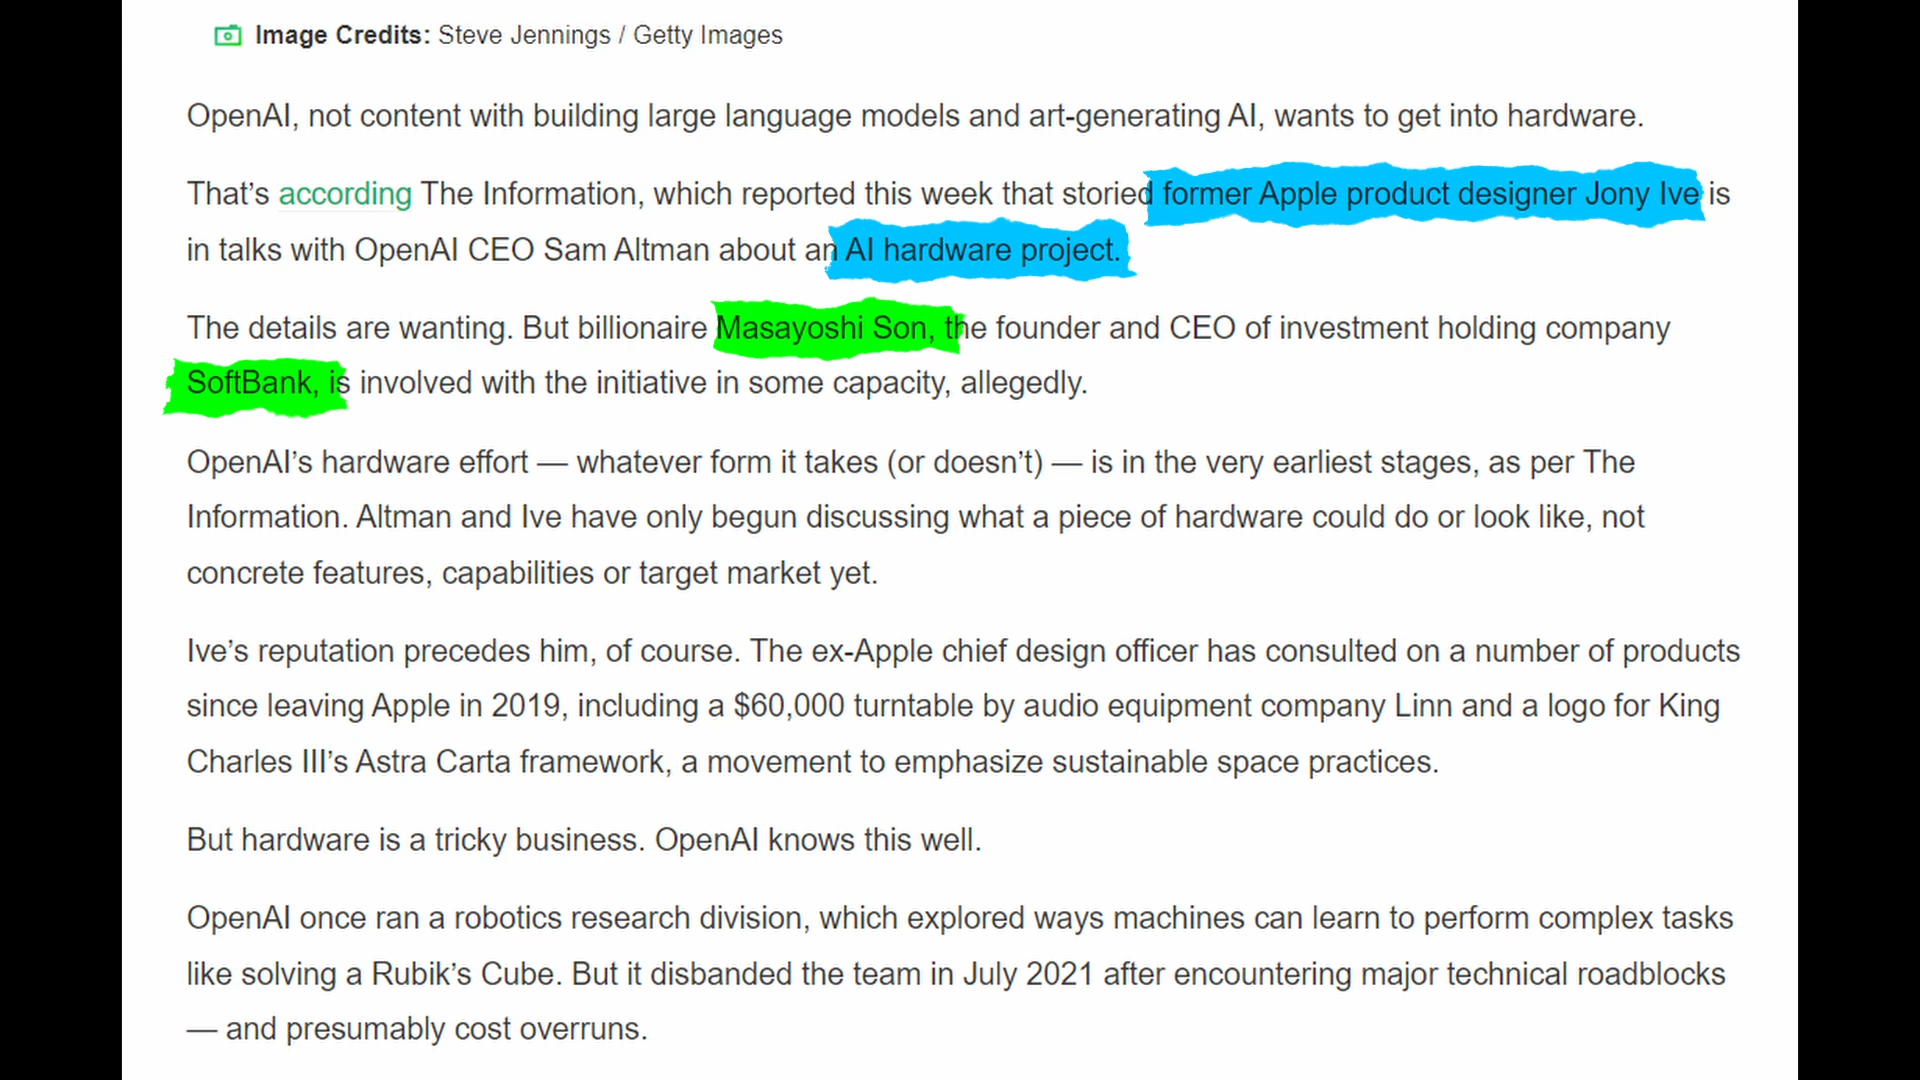 Image Credits: Steve Jennings / Getty Images
OpenAI, not content with building large language models and art-generating AI, wants to get into hardware.
That’s according The Information, which reported this week that storied former Apple product designer Jony Ive is
in talks with OpenAI CEO Sam Altman about an AI hardware project.
The details are wanting. But billionaire Masayoshi Son, the founder and CEO of investment holding company
SoftBank, is involved with the initiative in some capacity, allegedly.
OpenAI’s hardware effort — whatever form it takes (or doesn’t) — is in the very earliest stages, as per The
Information. Altman and Ive have only begun discussing what a piece of hardware could do or look like, not
concrete features, capabilities or target market yet.
Ive’s reputation precedes him, of course. The ex-Apple chief design officer has consulted on a number of products
since leaving Apple in 2019, including a $60,000 turntable by audio equipment company Linn and a logo for King
Charles III’s Astra Carta framework, a movement to emphasize sustainable space practices.
But hardware is a tricky business. OpenAI knows this well.
OpenAI once ran a robotics research division, which explored ways machines can learn to perform complex tasks
like solving a Rubik’s Cube. But it disbanded the team in July 2021 after encountering major technical roadblocks
— and presumably cost overruns.